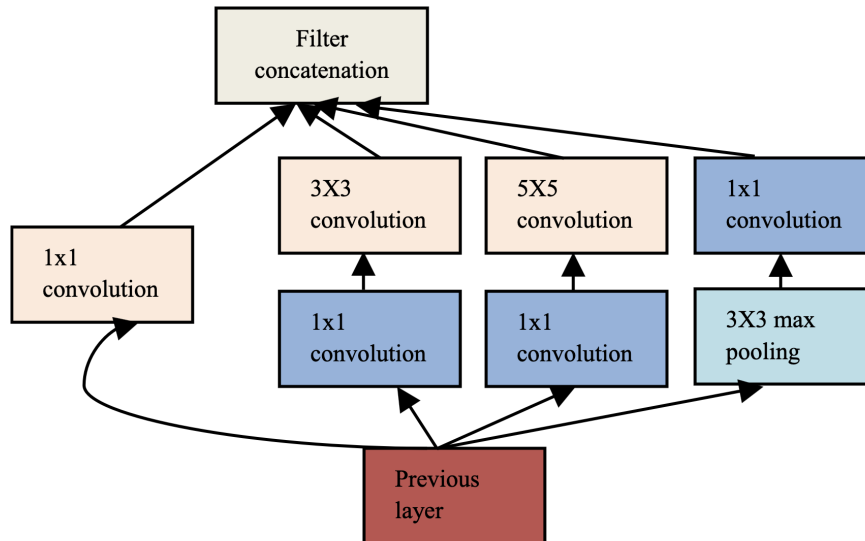 Filter
concatenation
3X3
convolution
5X5
convolution
1x1
convolution
1x1
convolution
1x1
convolution
1x1
convolution
3X3 max
pooling
Previous
layer